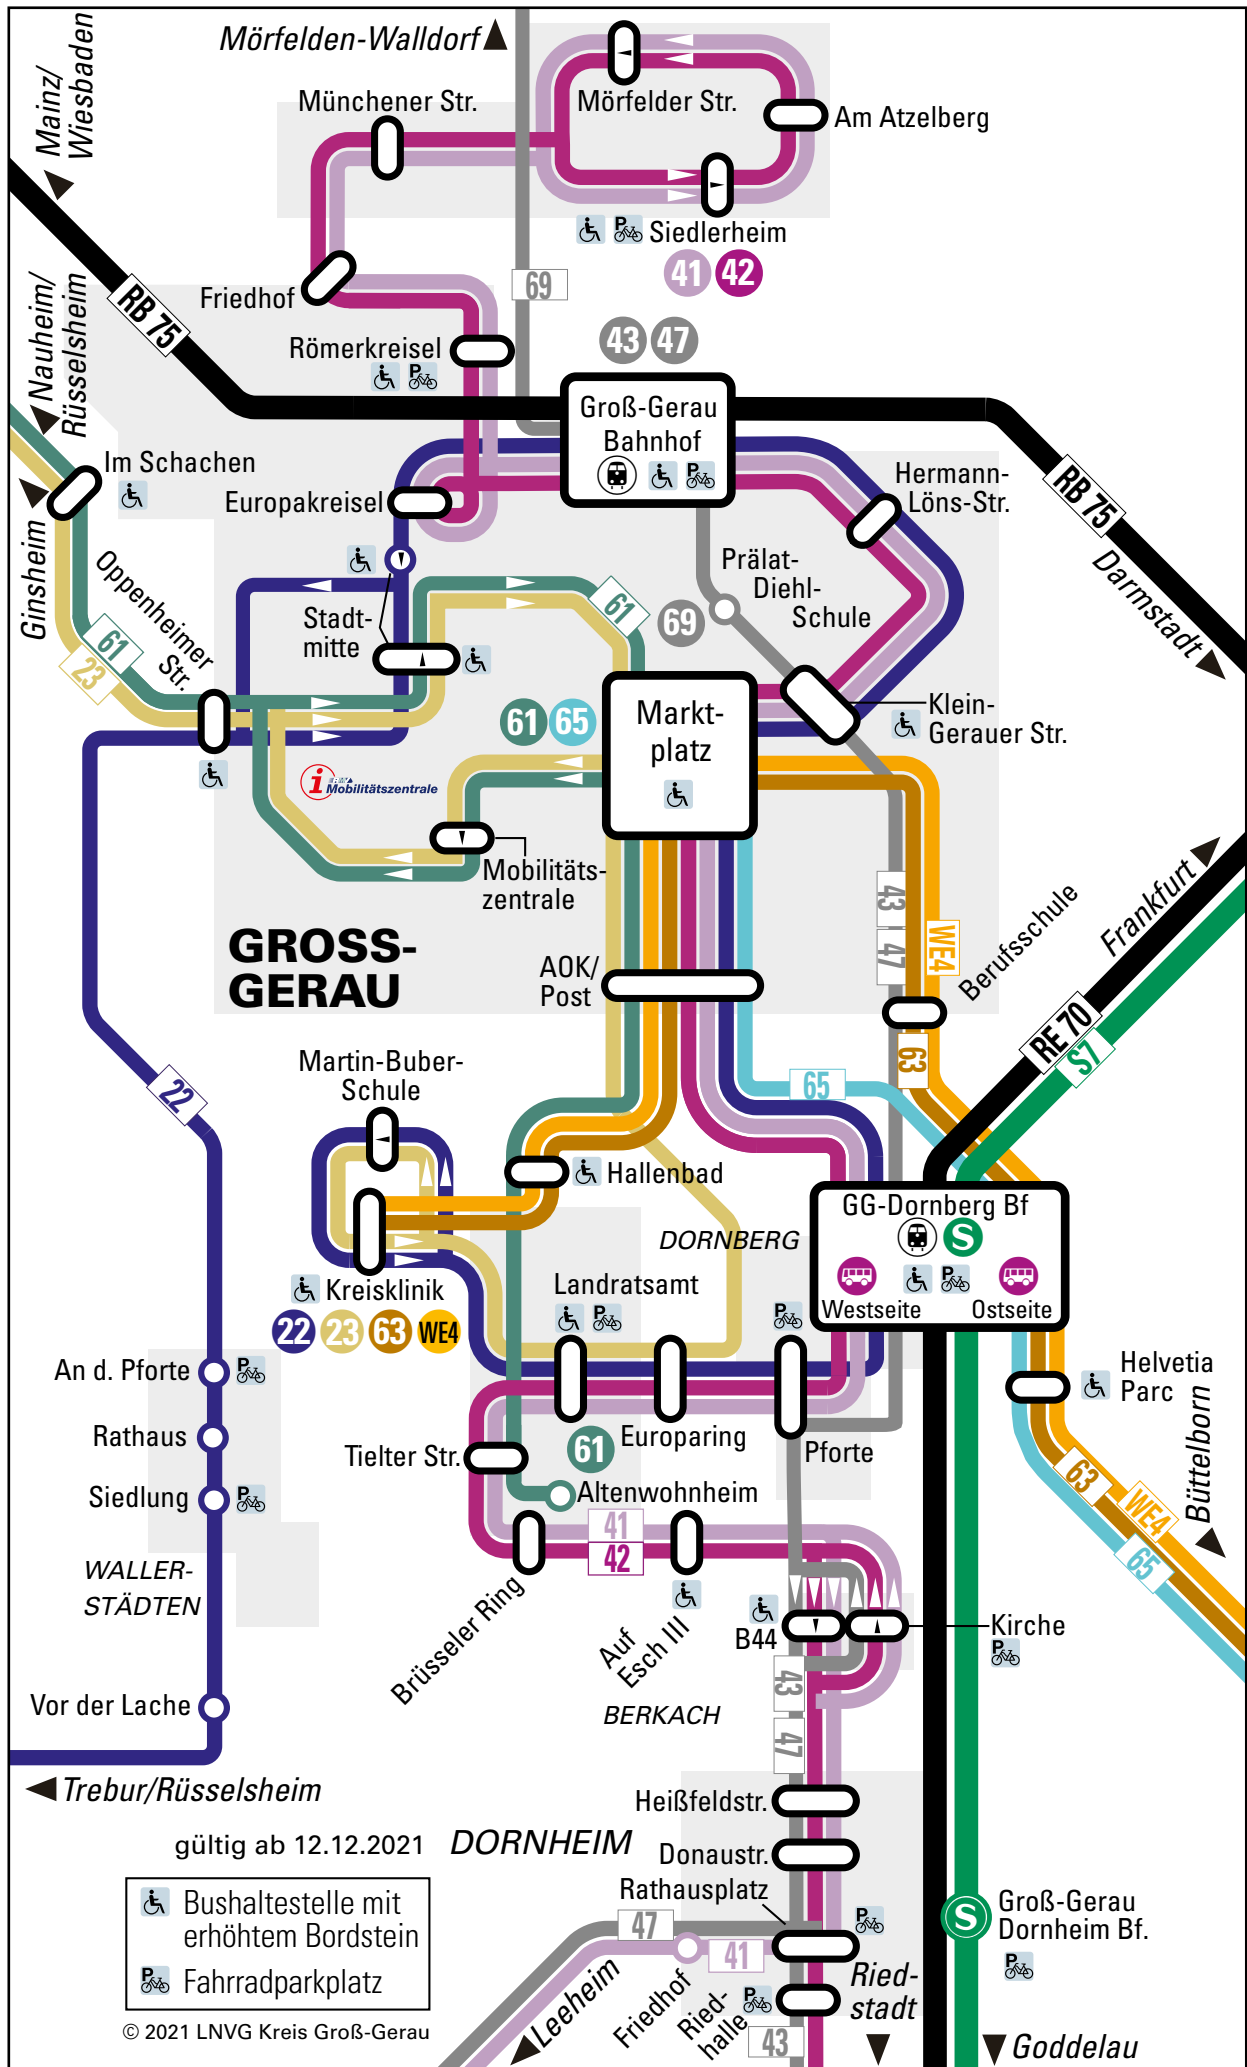 Mörfelden-Walldorf
Mainz/
Wiesbaden
Münchener Str.
Mörfelder Str.
Am Atzelberg
Siedlerheim
41 42
Friedhof
69
Nauheim/
Rüsselsheim
RB 75
Römerkreisel
43 47
Groß-Gerau
Bahnhof
Im Schachen
Europakreisel
Hermann-
Löns-Str.
RB 75
Ginsheim
Oppenheimer
Str.
Stadt-
mitte
61
Prälat-
Diehl-
Schule
69
Darmstadt
61
23
61 65
Markt-
platz
Klein-
Gerauer Str.
i RMV
Mobilitätszentrale
Mobilitäts-
zentrale
43
47
WE4
Frankfurt
GROSS-
GERAU
AOK/
Post
Berufsschule
RE 70
S7
63
65
22
Martin-Buber-
Schule
Hallenbad
GG-Dornberg Bf
S
Westseite
Ostseite
DORNBERG
Kreisklinik
22 23 63 WE4
Landratsamt
Helvetia
Parc
An d. Pforte
Rathaus
Siedlung
Tielter Str.
61
Europaring
Pforte
Altenwohnheim
63
WE4
65
Büttelborn
41
42
WALLER-
STÄDTEN
Brüsseler Ring
Auf
Esch III
B44
Kirche
43
47
Vor der Lache
BERKACH
Trebur/Rüsselsheim
Heißfeldstr.
gültig ab 12.12.2021
DORNHEIM
Donaustr.
Rathausplatz
47
41
S
Groß-Gerau
Dornheim Bf.
Bushaltestelle mit
erhöhtem Bordstein
P Fahrradparkplatz
Leeheim
Friedhof
Ried-
halle
43
Ried-
stadt
Goddelau
© 2021 LNVG Kreis Groß-Gerau